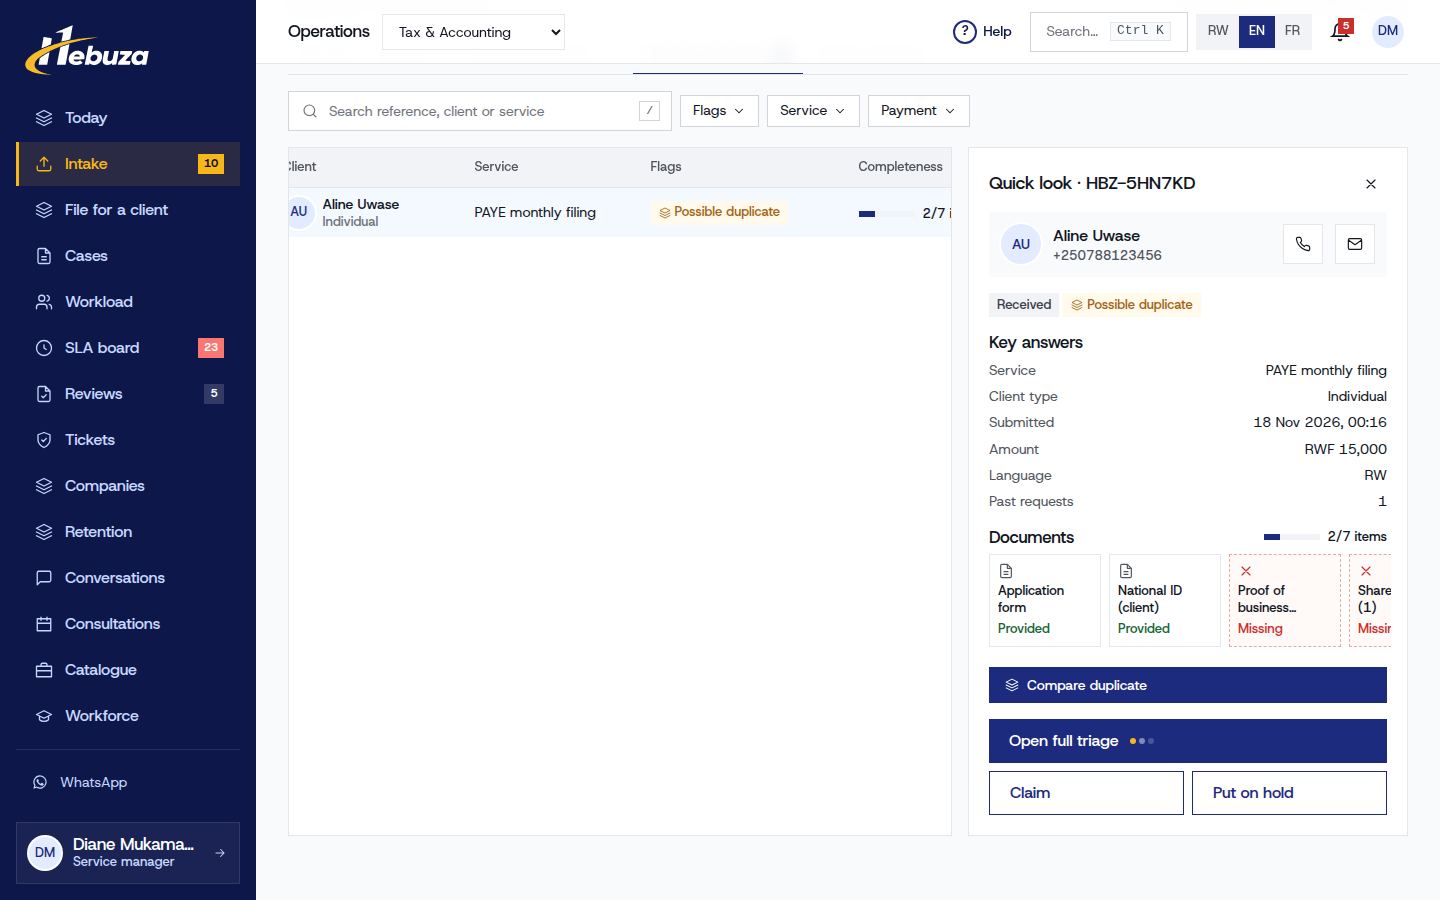 Hebuza
Operations
Tax & Accounting
Help
Search...
Ctrl K
RW
EN
FR
5
DM
Today
Intake
10
File for a client
Cases
Workload
SLA board
23
Reviews
5
Tickets
Companies
Retention
Conversations
Consultations
Catalogue
Workforce
WhatsApp
DM
Diane Mukama...
Service manager
Search reference, client or service
/
Flags
Service
Payment
Client
Service
Flags
Completeness
AU
Aline Uwase
Individual
PAYE monthly filing
Possible duplicate
2/7 i
Quick look · HBZ-5HN7KD
AU
Aline Uwase
+250788123456
Received
Possible duplicate
Key answers
Service
PAYE monthly filing
Client type
Individual
Submitted
18 Nov 2026, 00:16
Amount
RWF 15,000
Language
RW
Past requests
1
Documents
2/7 items
Application
form
Provided
National ID
(client)
Provided
Proof of
business...
Missing
Share
(1)
Missin
Compare duplicate
Open full triage
Claim
Put on hold